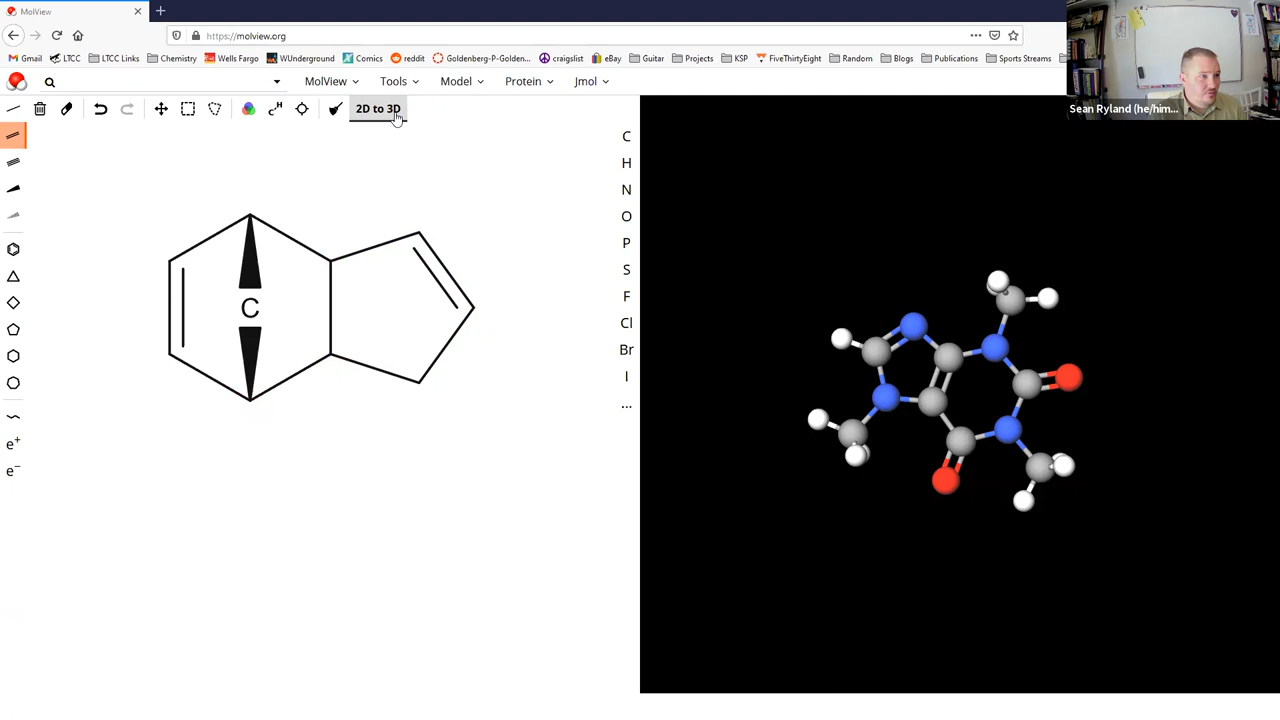 MolView
https://molview.org
Gmail LTCC LTCC Links Chemistry Wells Fargo WUnderground Comics reddit Goldenberg-P-Golden... craigslist eBay Guitar Projects KSP FiveThirtyEight Random Blogs Publications Sports Streams
Sean Ryland (he/him...
MolView Tools Model Protein Jmol
2D to 3D
C
H
N
O
P
S
F
Cl
Br
I
...
C
e+
e−